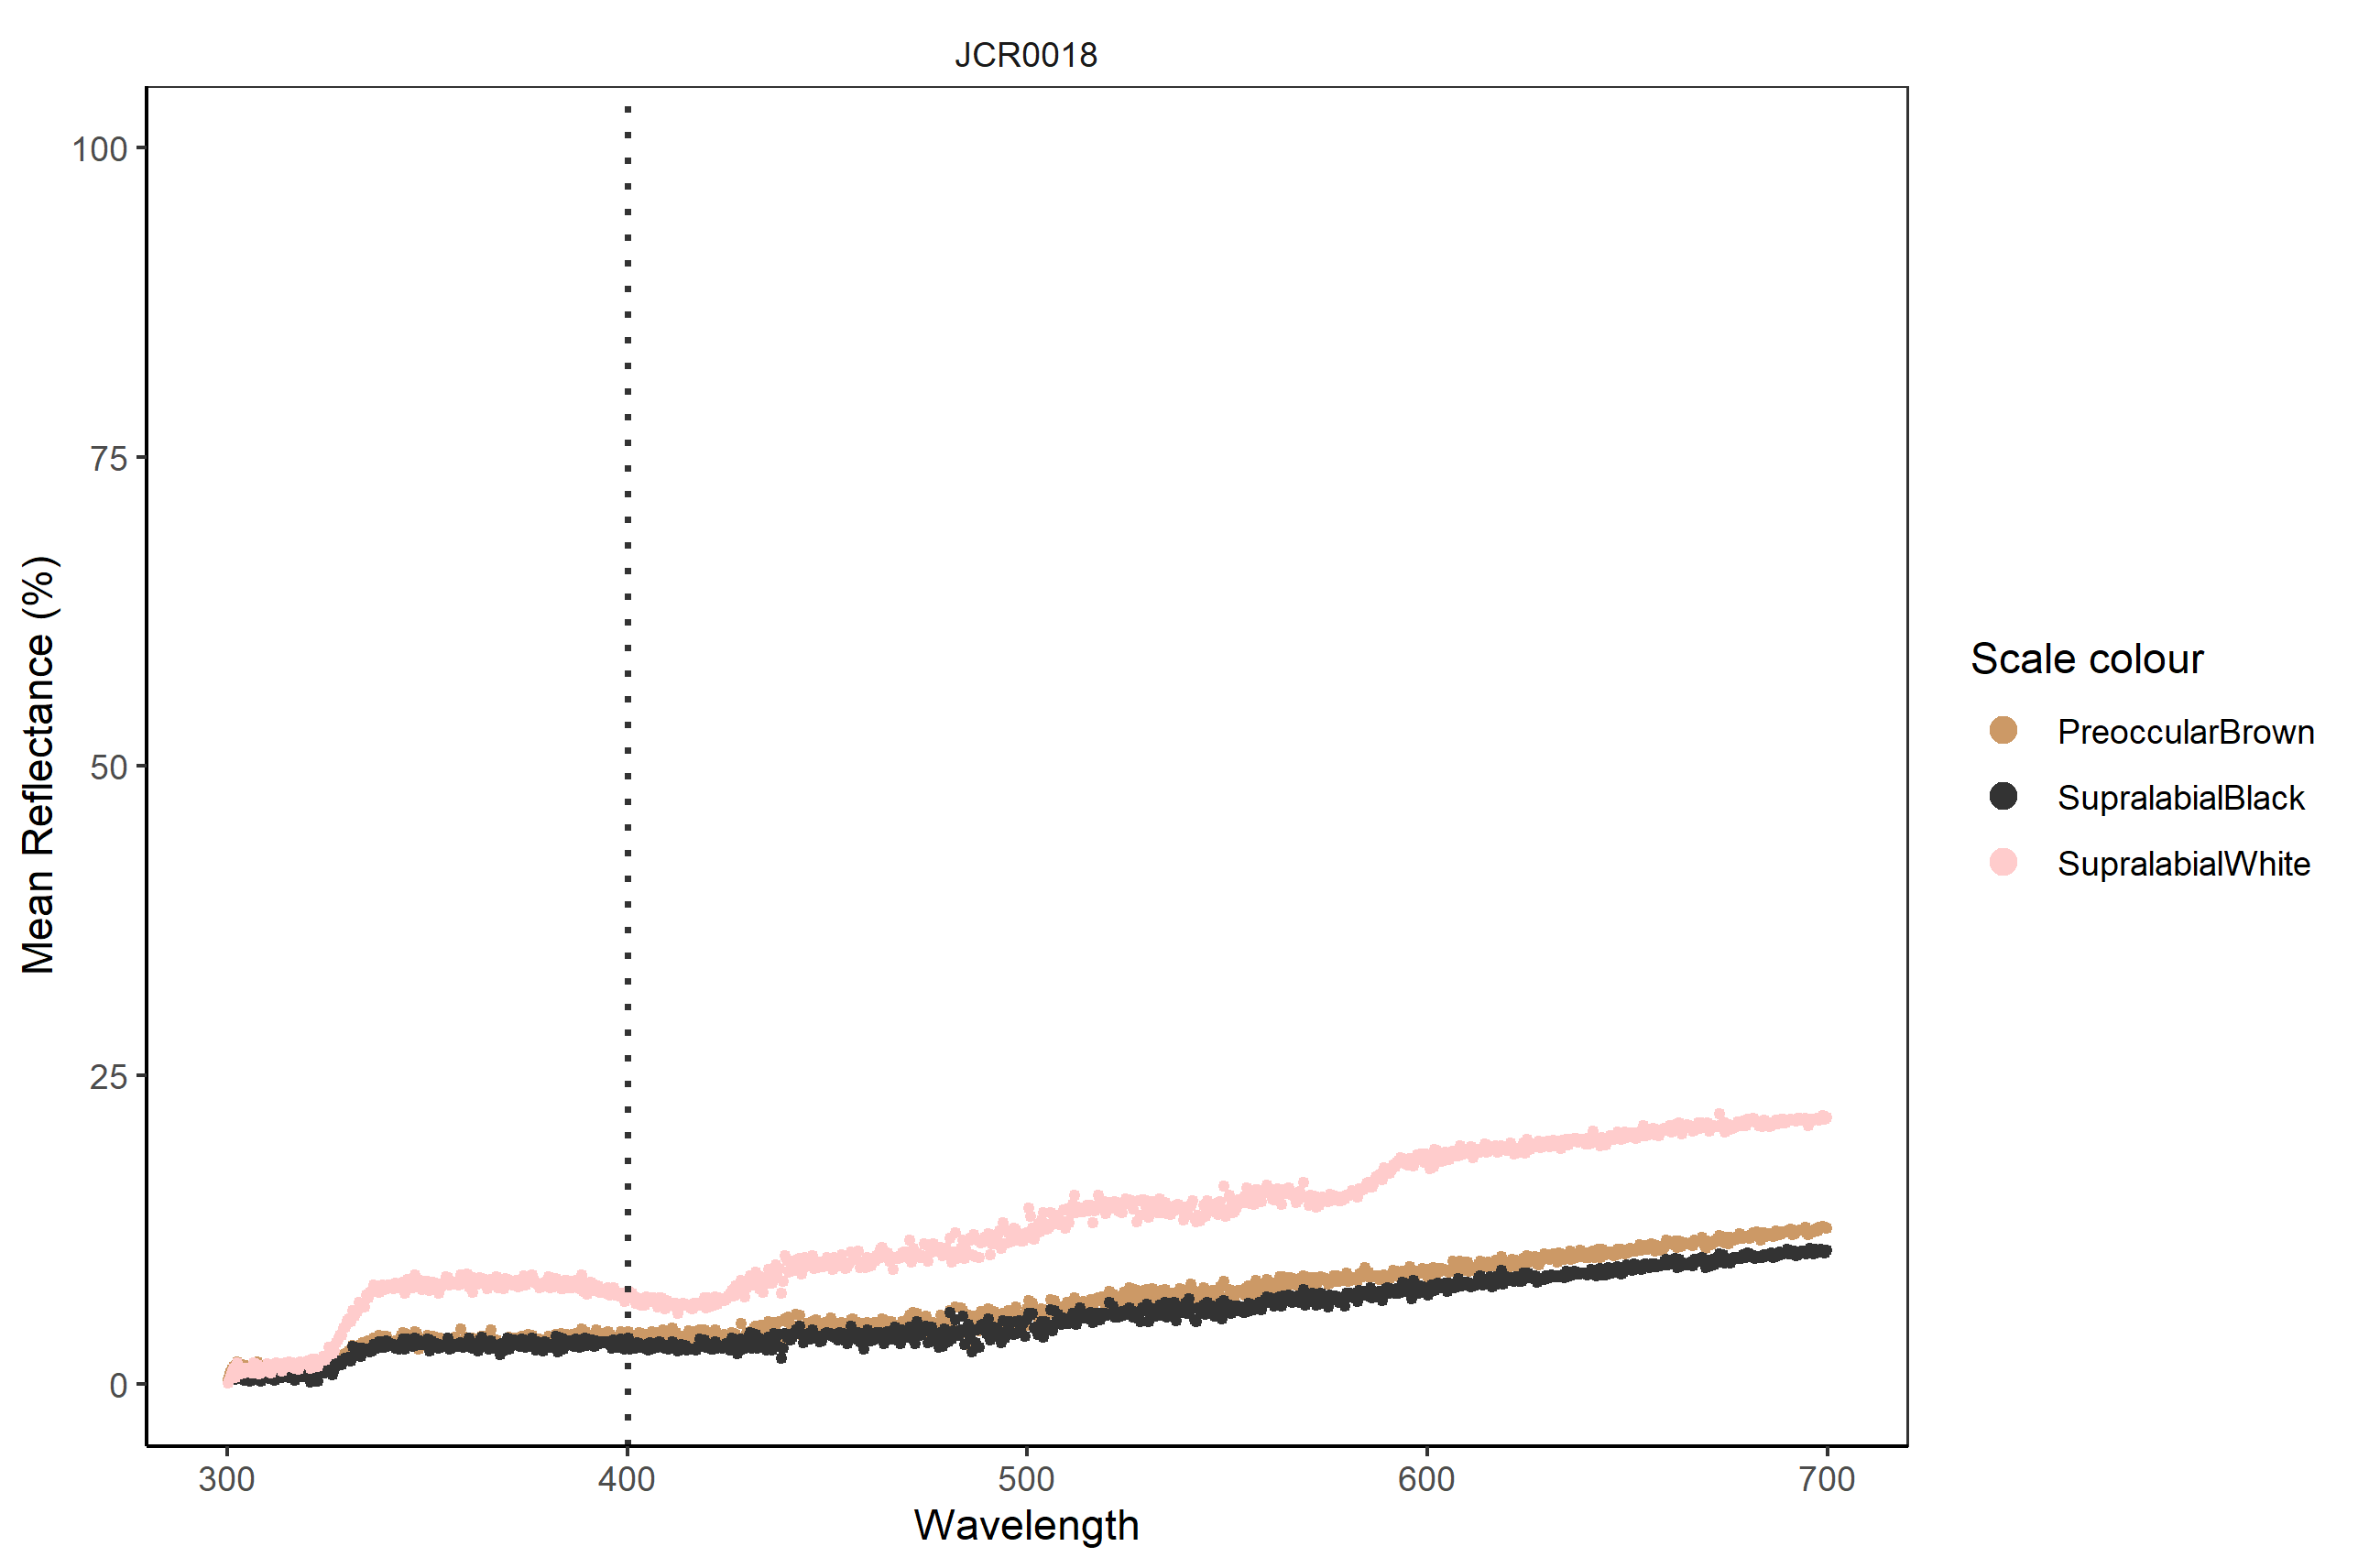 JCR0018
100
75
50
25
0
Mean Reflectance (%)
300 400 500 600 700
Wavelength
Scale colour
PreoccularBrown
SupralabialBlack
SupralabialWhite